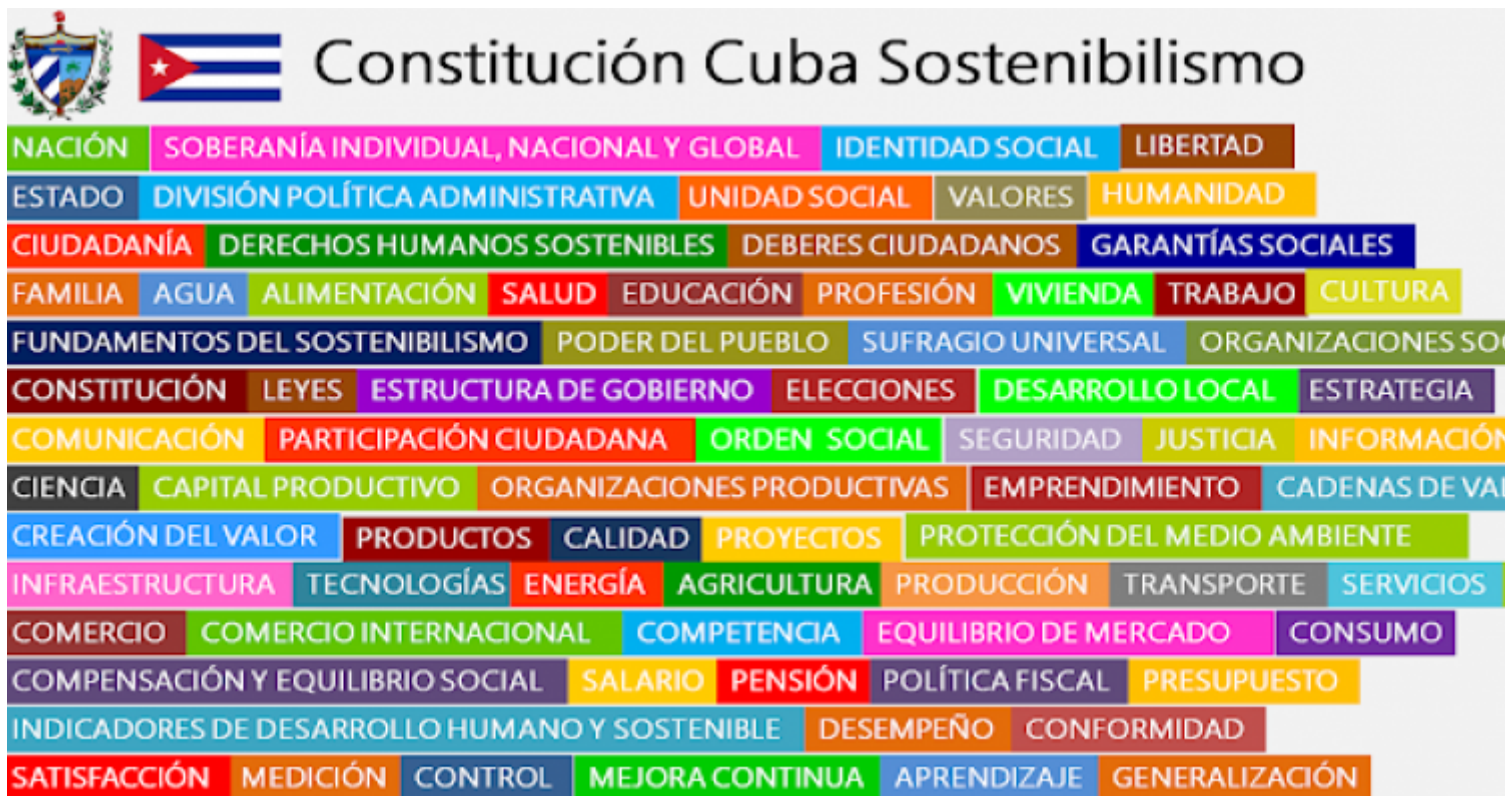 Constitución Cuba Sostenibilismo
NACIÓN SOBERANÍA INDIVIDUAL, NACIONAL Y GLOBAL IDENTIDAD SOCIAL LIBERTAD
ESTADO DIVISIÓN POLÍTICA ADMINISTRATIVA UNIDAD SOCIAL VALORES HUMANIDAD
CIUDADANÍA DERECHOS HUMANOS SOSTENIBLES DEBERES CIUDADANOS GARANTÍAS SOCIALES
FAMILIA AGUA ALIMENTACIÓN SALUD EDUCACIÓN PROFESIÓN VIVIENDA TRABAJO CULTURA
FUNDAMENTOS DEL SOSTENIBILISMO PODER DEL PUEBLO SUFRAGIO UNIVERSAL ORGANIZACIONES
CONSTITUCIÓN LEYES ESTRUCTURA DE GOBIERNO ELECCIONES DESARROLLO LOCAL ESTRATEGIA
COMUNICACIÓN PARTICIPACIÓN CIUDADANA ORDEN SOCIAL SEGURIDAD JUSTICIA INFORMACIÓN
CIENCIA CAPITAL PRODUCTIVO ORGANIZACIONES PRODUCTIVAS EMPRENDIMIENTO CADENAS DE
CREACIÓN DEL VALOR PRODUCTOS CALIDAD PROYECTOS PROTECCIÓN DEL MEDIO AMBIENTE
INFRAESTRUCTURA TECNOLOGÍAS ENERGÍA AGRICULTURA PRODUCCIÓN TRANSPORTE SERVICIOS
COMERCIO COMERCIO INTERNACIONAL COMPETENCIA EQUILIBRIO DE MERCADO CONSUMO
COMPENSACIÓN Y EQUILIBRIO SOCIAL SALARIO PENSIÓN POLÍTICA FISCAL PRESUPUESTO
INDICADORES DE DESARROLLO HUMANO Y SOSTENIBLE DESEMPEÑO CONFORMIDAD
SATISFACCIÓN MEDICIÓN CONTROL MEJORA CONTINUA APRENDIZAJE GENERALIZACIÓN